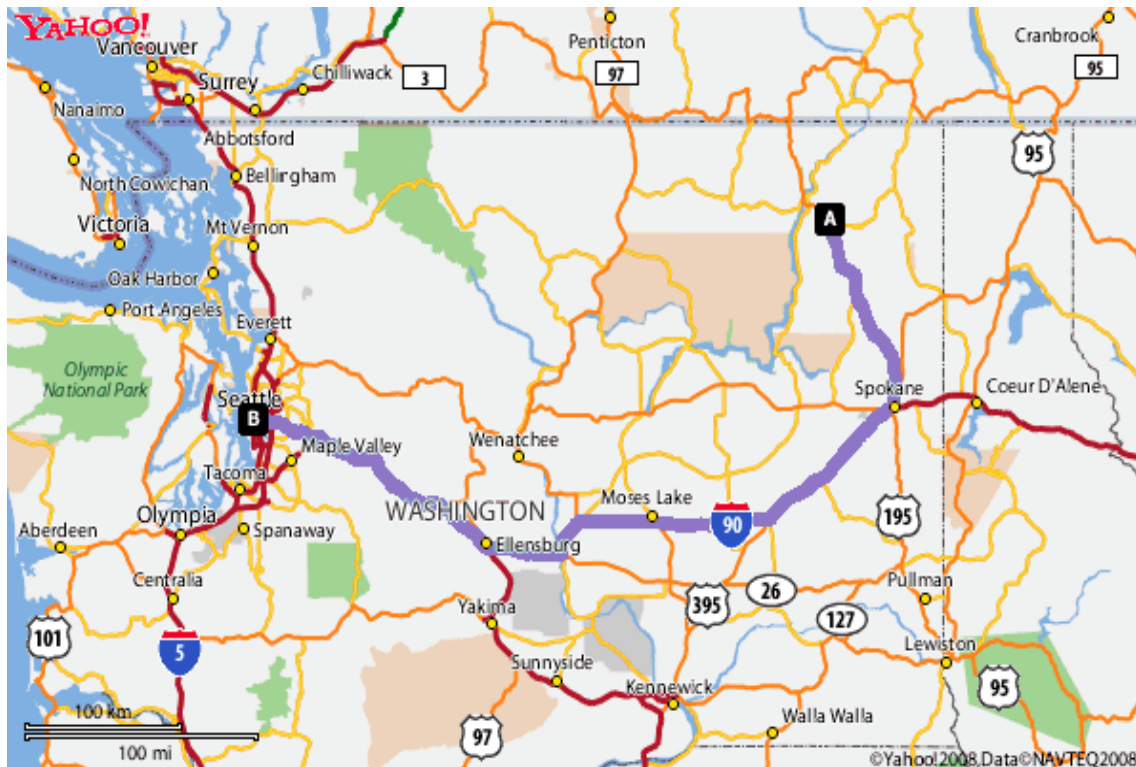 YAHOO!
Vancouver
Surrey
Chilliwack
3
Penticton
97
Cranbrook
95
Nanaimo
Abbotsford
95
North Cowichan
Bellingham
Victoria
Mt Vernon
A
Oak Harbor
Port Angeles
Everett
Olympic
National Park
Seattle
B
Spokane
Coeur D'Alene
Maple Valley
Wenatchee
Tacoma
Moses Lake
WASHINGTON
90
195
Olympia
Spanaway
Aberdeen
Ellensburg
Centralia
Pullman
26
395
Yakima
127
101
5
Lewiston
Sunnyside
Kennewick
95
100 km
97
Walla Walla
100 mi
©Yahoo!2008,Data©NAVTEQ2008